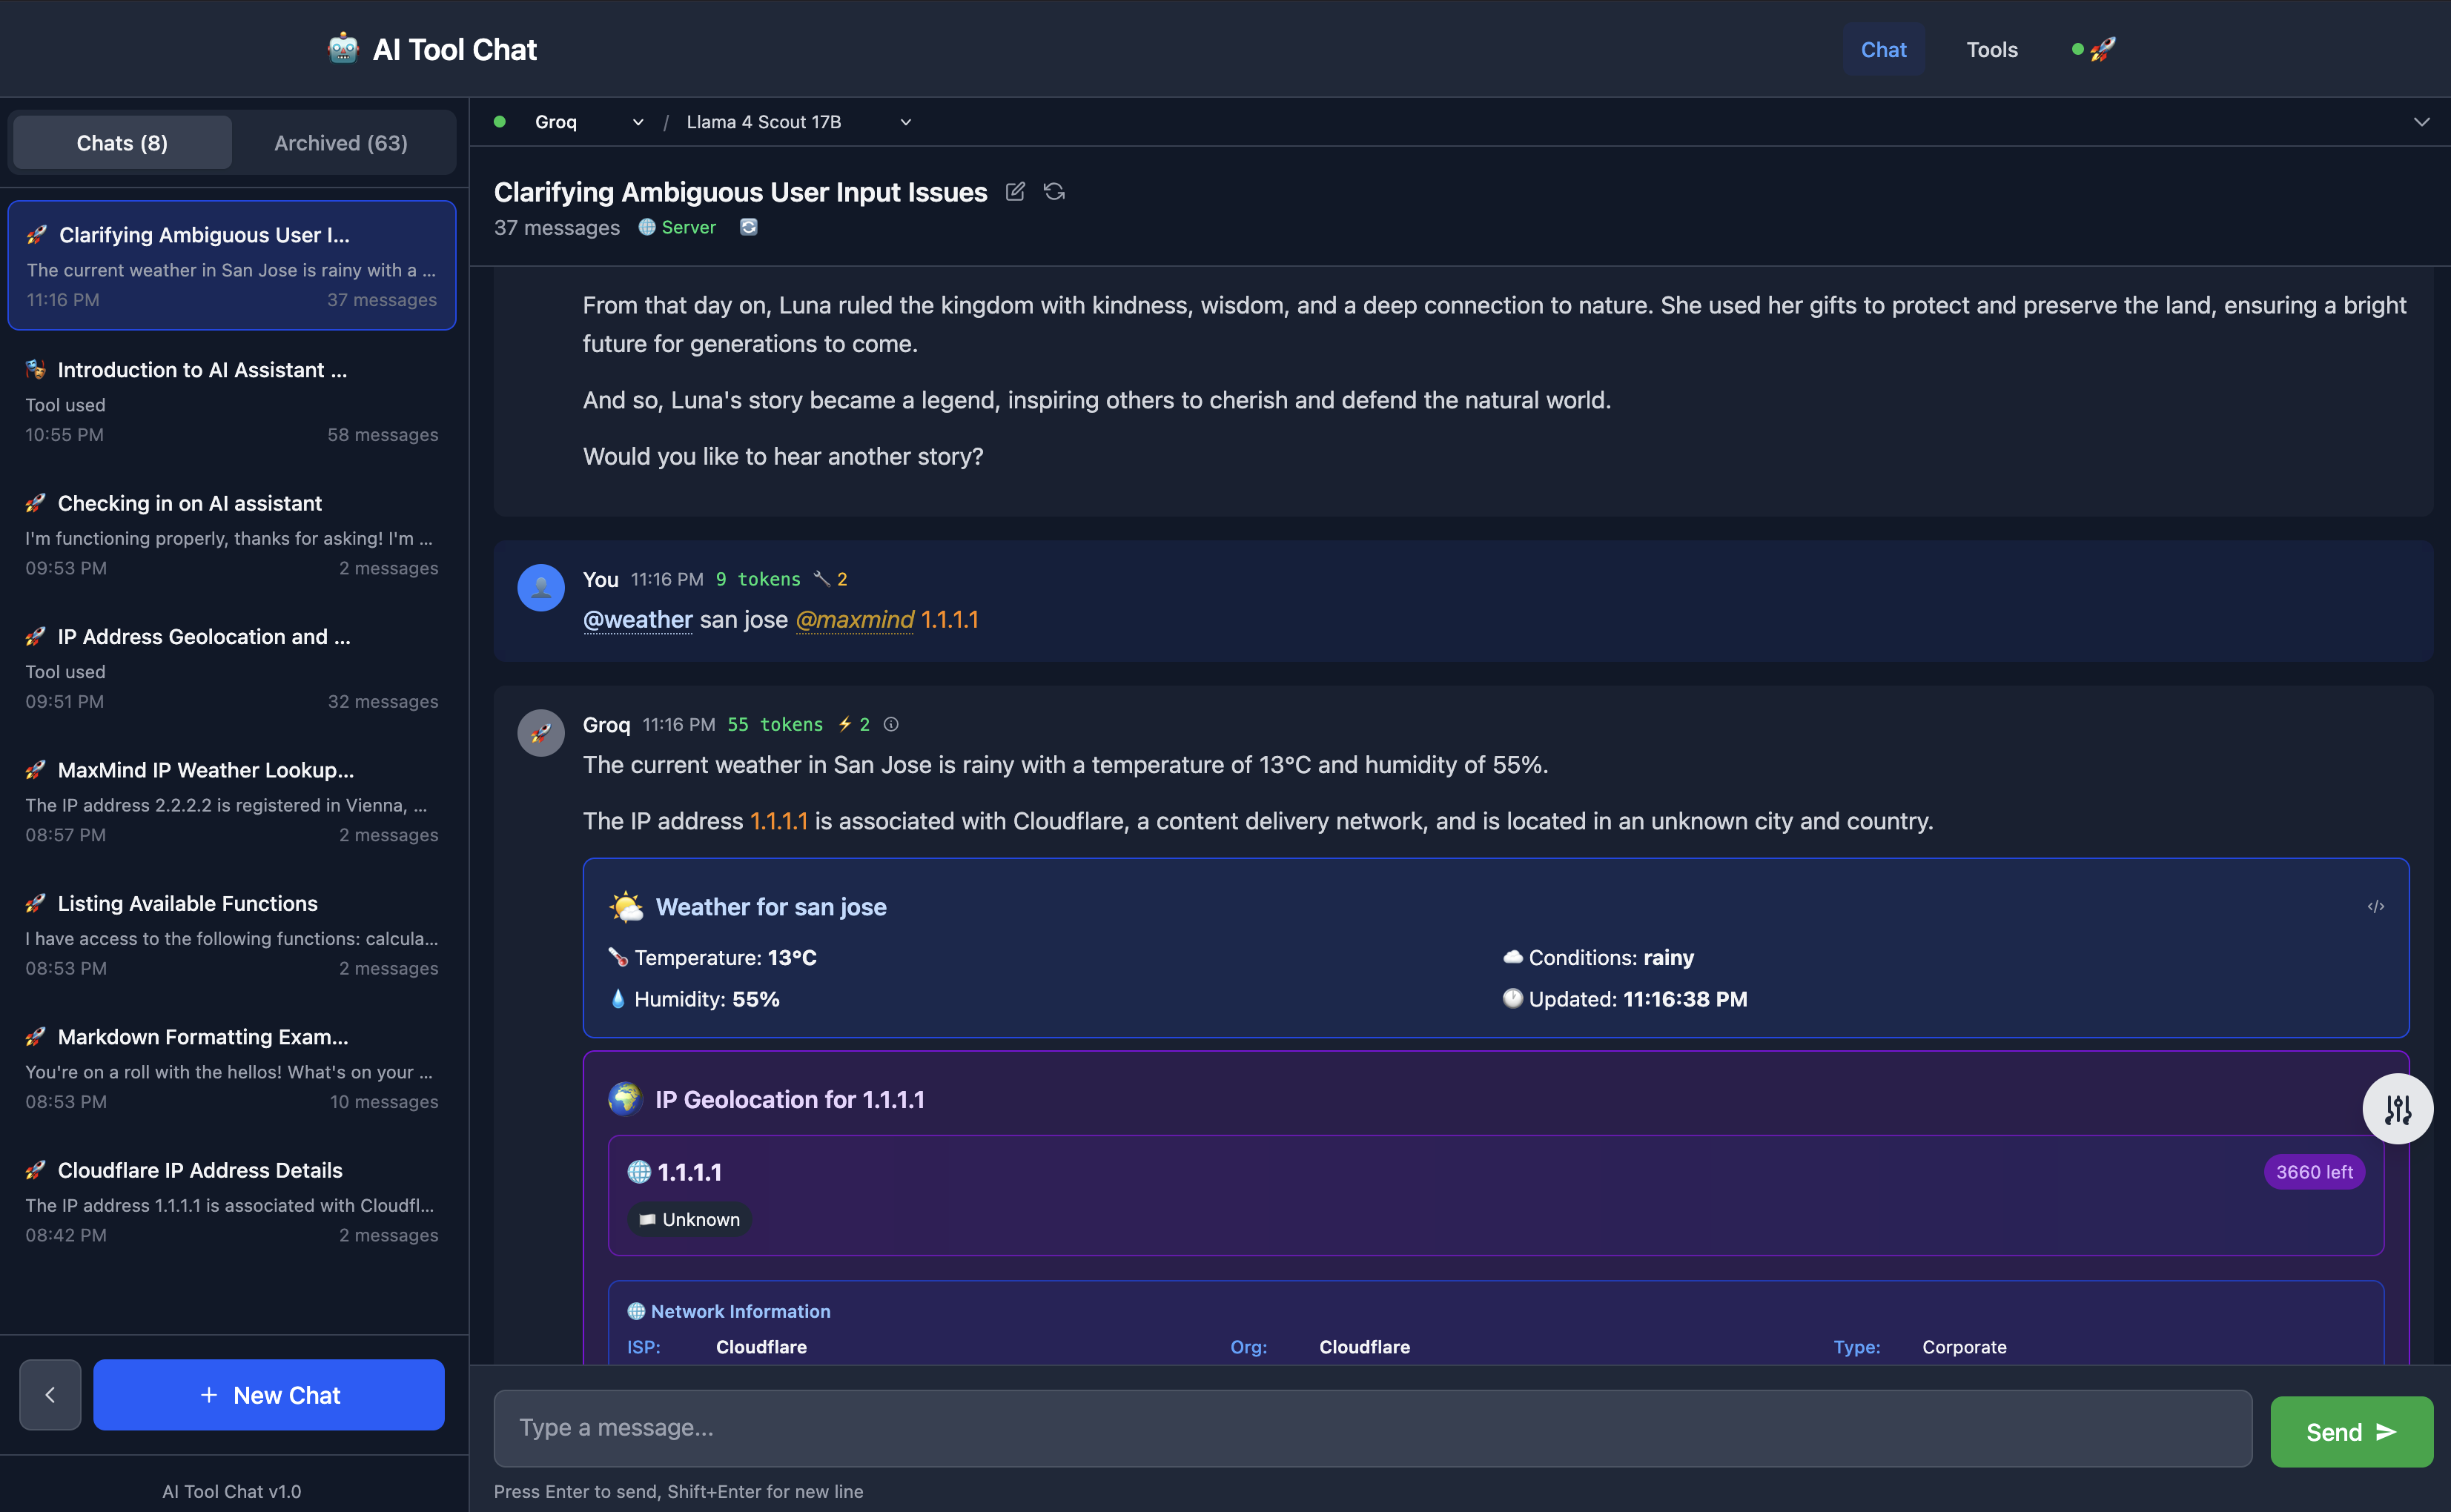 AI Tool Chat
Chat
Tools
Chats (8)
Archived (63)
Clarifying Ambiguous User I...
The current weather in San Jose is rainy with a ...
11:16 PM
37 messages
Introduction to AI Assistant ...
Tool used
10:55 PM
58 messages
Checking in on AI assistant
I'm functioning properly, thanks for asking! I'm ...
09:53 PM
2 messages
IP Address Geolocation and ...
Tool used
09:51 PM
32 messages
MaxMind IP Weather Lookup...
The IP address 2.2.2.2 is registered in Vienna, ...
08:57 PM
2 messages
Listing Available Functions
I have access to the following functions: calcula...
08:53 PM
2 messages
Markdown Formatting Exam...
You're on a roll with the hellos! What's on your ...
08:53 PM
10 messages
Cloudflare IP Address Details
The IP address 1.1.1.1 is associated with Cloudfl...
08:42 PM
2 messages
+ New Chat
AI Tool Chat v1.0
Groq
/
Llama 4 Scout 17B
Clarifying Ambiguous User Input Issues
37 messages
Server
From that day on, Luna ruled the kingdom with kindness, wisdom, and a deep connection to nature. She used her gifts to protect and preserve the land, ensuring a bright
future for generations to come.
And so, Luna's story became a legend, inspiring others to cherish and defend the natural world.
Would you like to hear another story?
You 11:16 PM 9 tokens 2
@weather san jose @maxmind 1.1.1.1
Groq 11:16 PM 55 tokens 2
The current weather in San Jose is rainy with a temperature of 13°C and humidity of 55%.
The IP address 1.1.1.1 is associated with Cloudflare, a content delivery network, and is located in an unknown city and country.
Weather for san jose
</>
Temperature: 13°C
Conditions: rainy
Humidity: 55%
Updated: 11:16:38 PM
IP Geolocation for 1.1.1.1
1.1.1.1
3660 left
Unknown
Network Information
ISP: Cloudflare
Org: Cloudflare
Type: Corporate
Type a message...
Send
Press Enter to send, Shift+Enter for new line